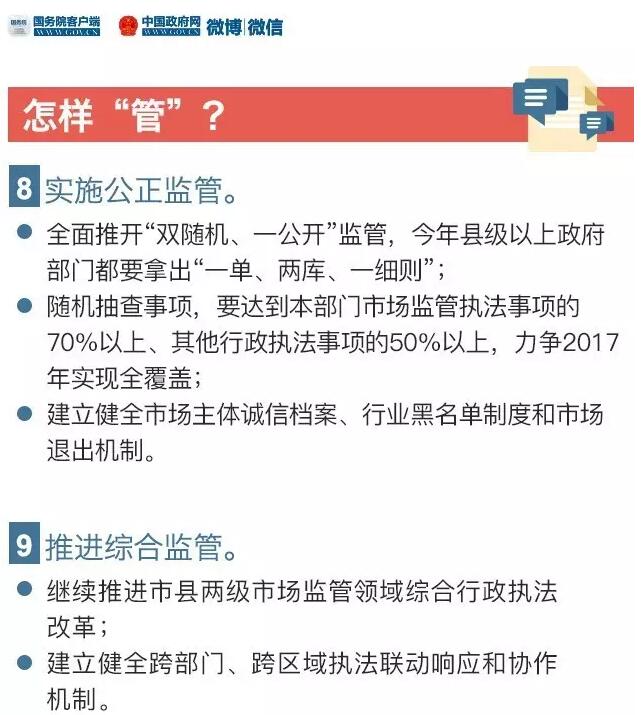 国务院 国务院客户端 WWW.GOV.CN 中国政府网 WWW.GOV.CN 微博|微信
怎样“管”?
8 实施公正监管。
全面推开“双随机、一公开”监管，今年县级以上政府
部门都要拿出“一单、两库、一细则”；
随机抽查事项，要达到本部门市场监管执法事项的
70%以上、其他行政执法事项的50%以上，力争2017
年实现全覆盖；
建立健全市场主体诚信档案、行业黑名单制度和市场
退出机制。
9 推进综合监管。
继续推进市县两级市场监管领域综合行政执法
改革；
建立健全跨部门、跨区域执法联动响应和协作
机制。